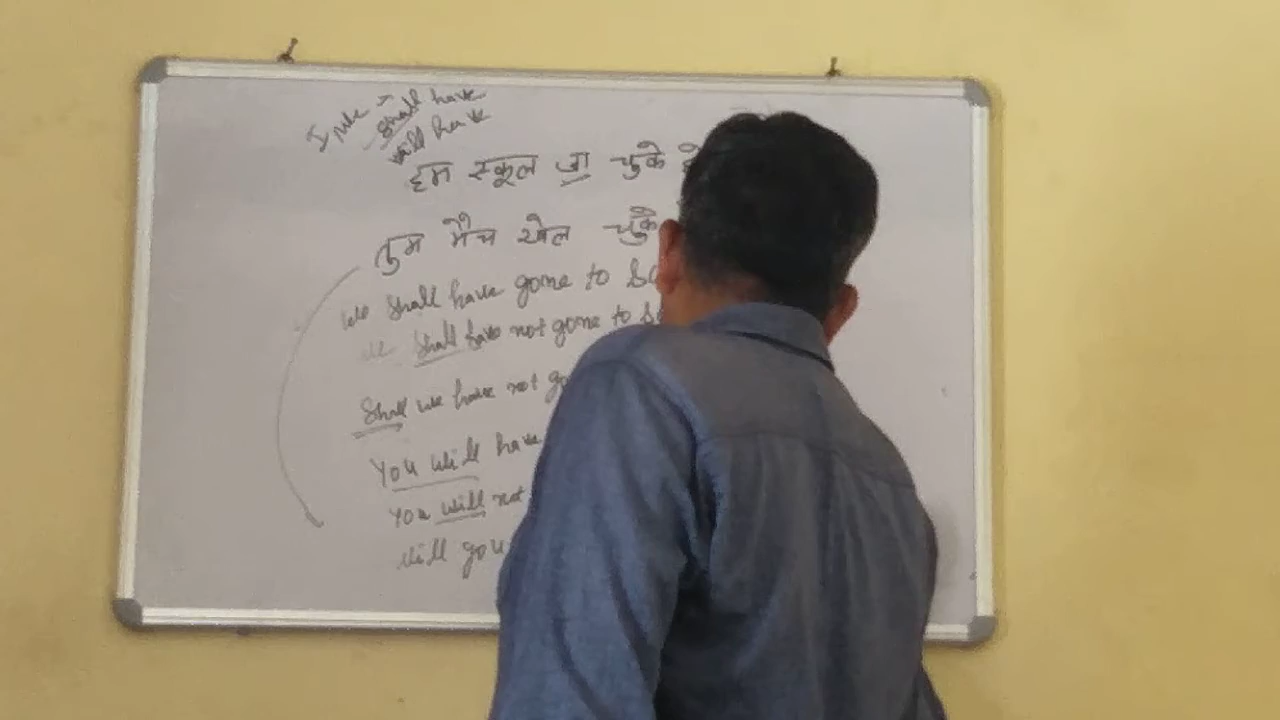 I, we → shall have
will have
हम स्कूल जा चुके
तुम मैच खेल चुके
We Shall have gone to
We Shall have not gone to
Shall we have not
You will have
You will not
Will you